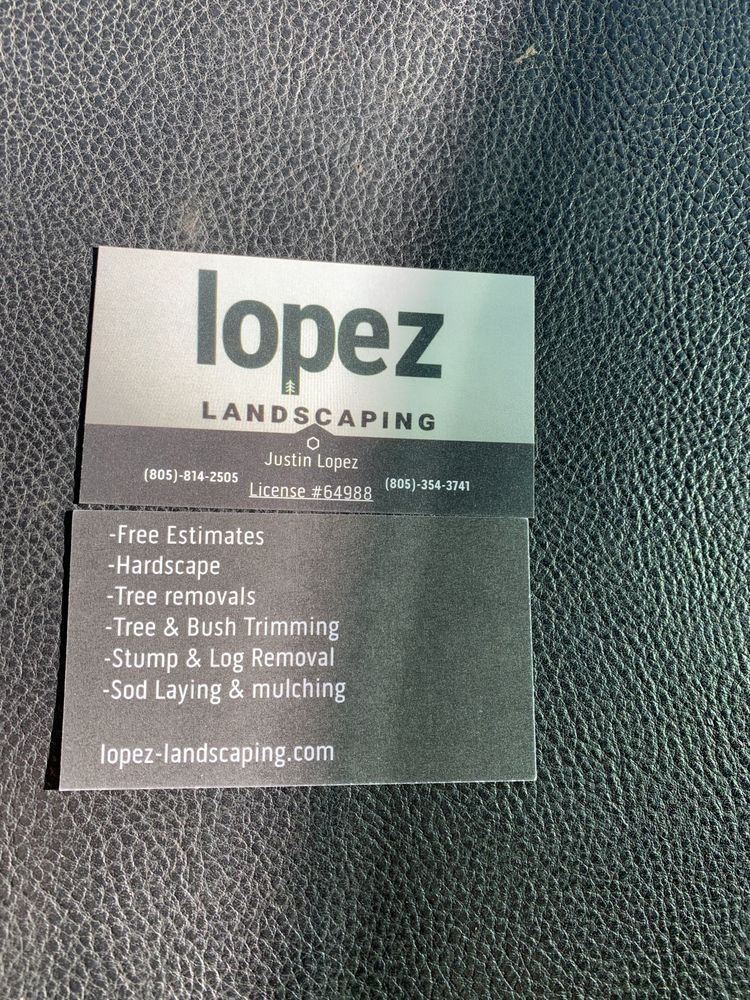 lopez
LANDSCAPING
Justin Lopez
(805)-814-2505
License #64988
(805)-354-3741
-Free Estimates
-Hardscape
-Tree removals
-Tree & Bush Trimming
-Stump & Log Removal
-Sod Laying & mulching
lopez-landscaping.com